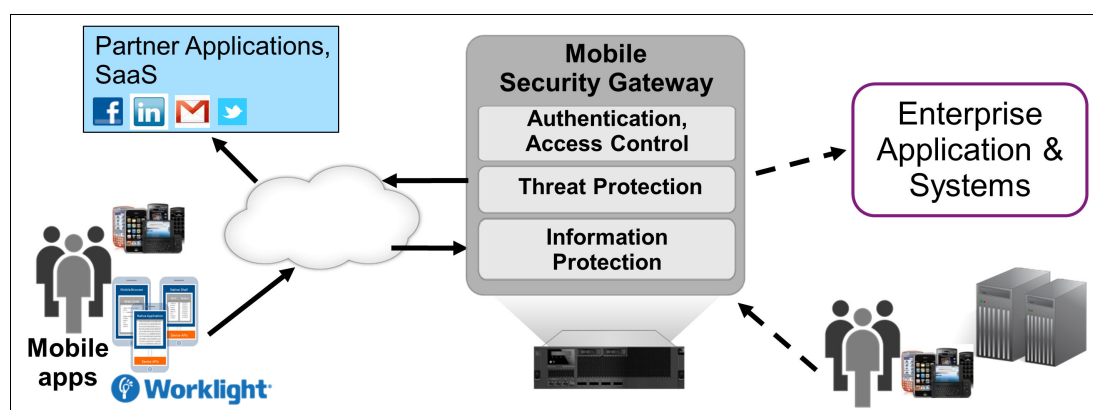 Partner Applications,
SaaS
f
in
Mobile
Security Gateway
Authentication,
Access Control
Threat Protection
Information
Protection
Enterprise
Application &
Systems
Mobile
apps
Worklight